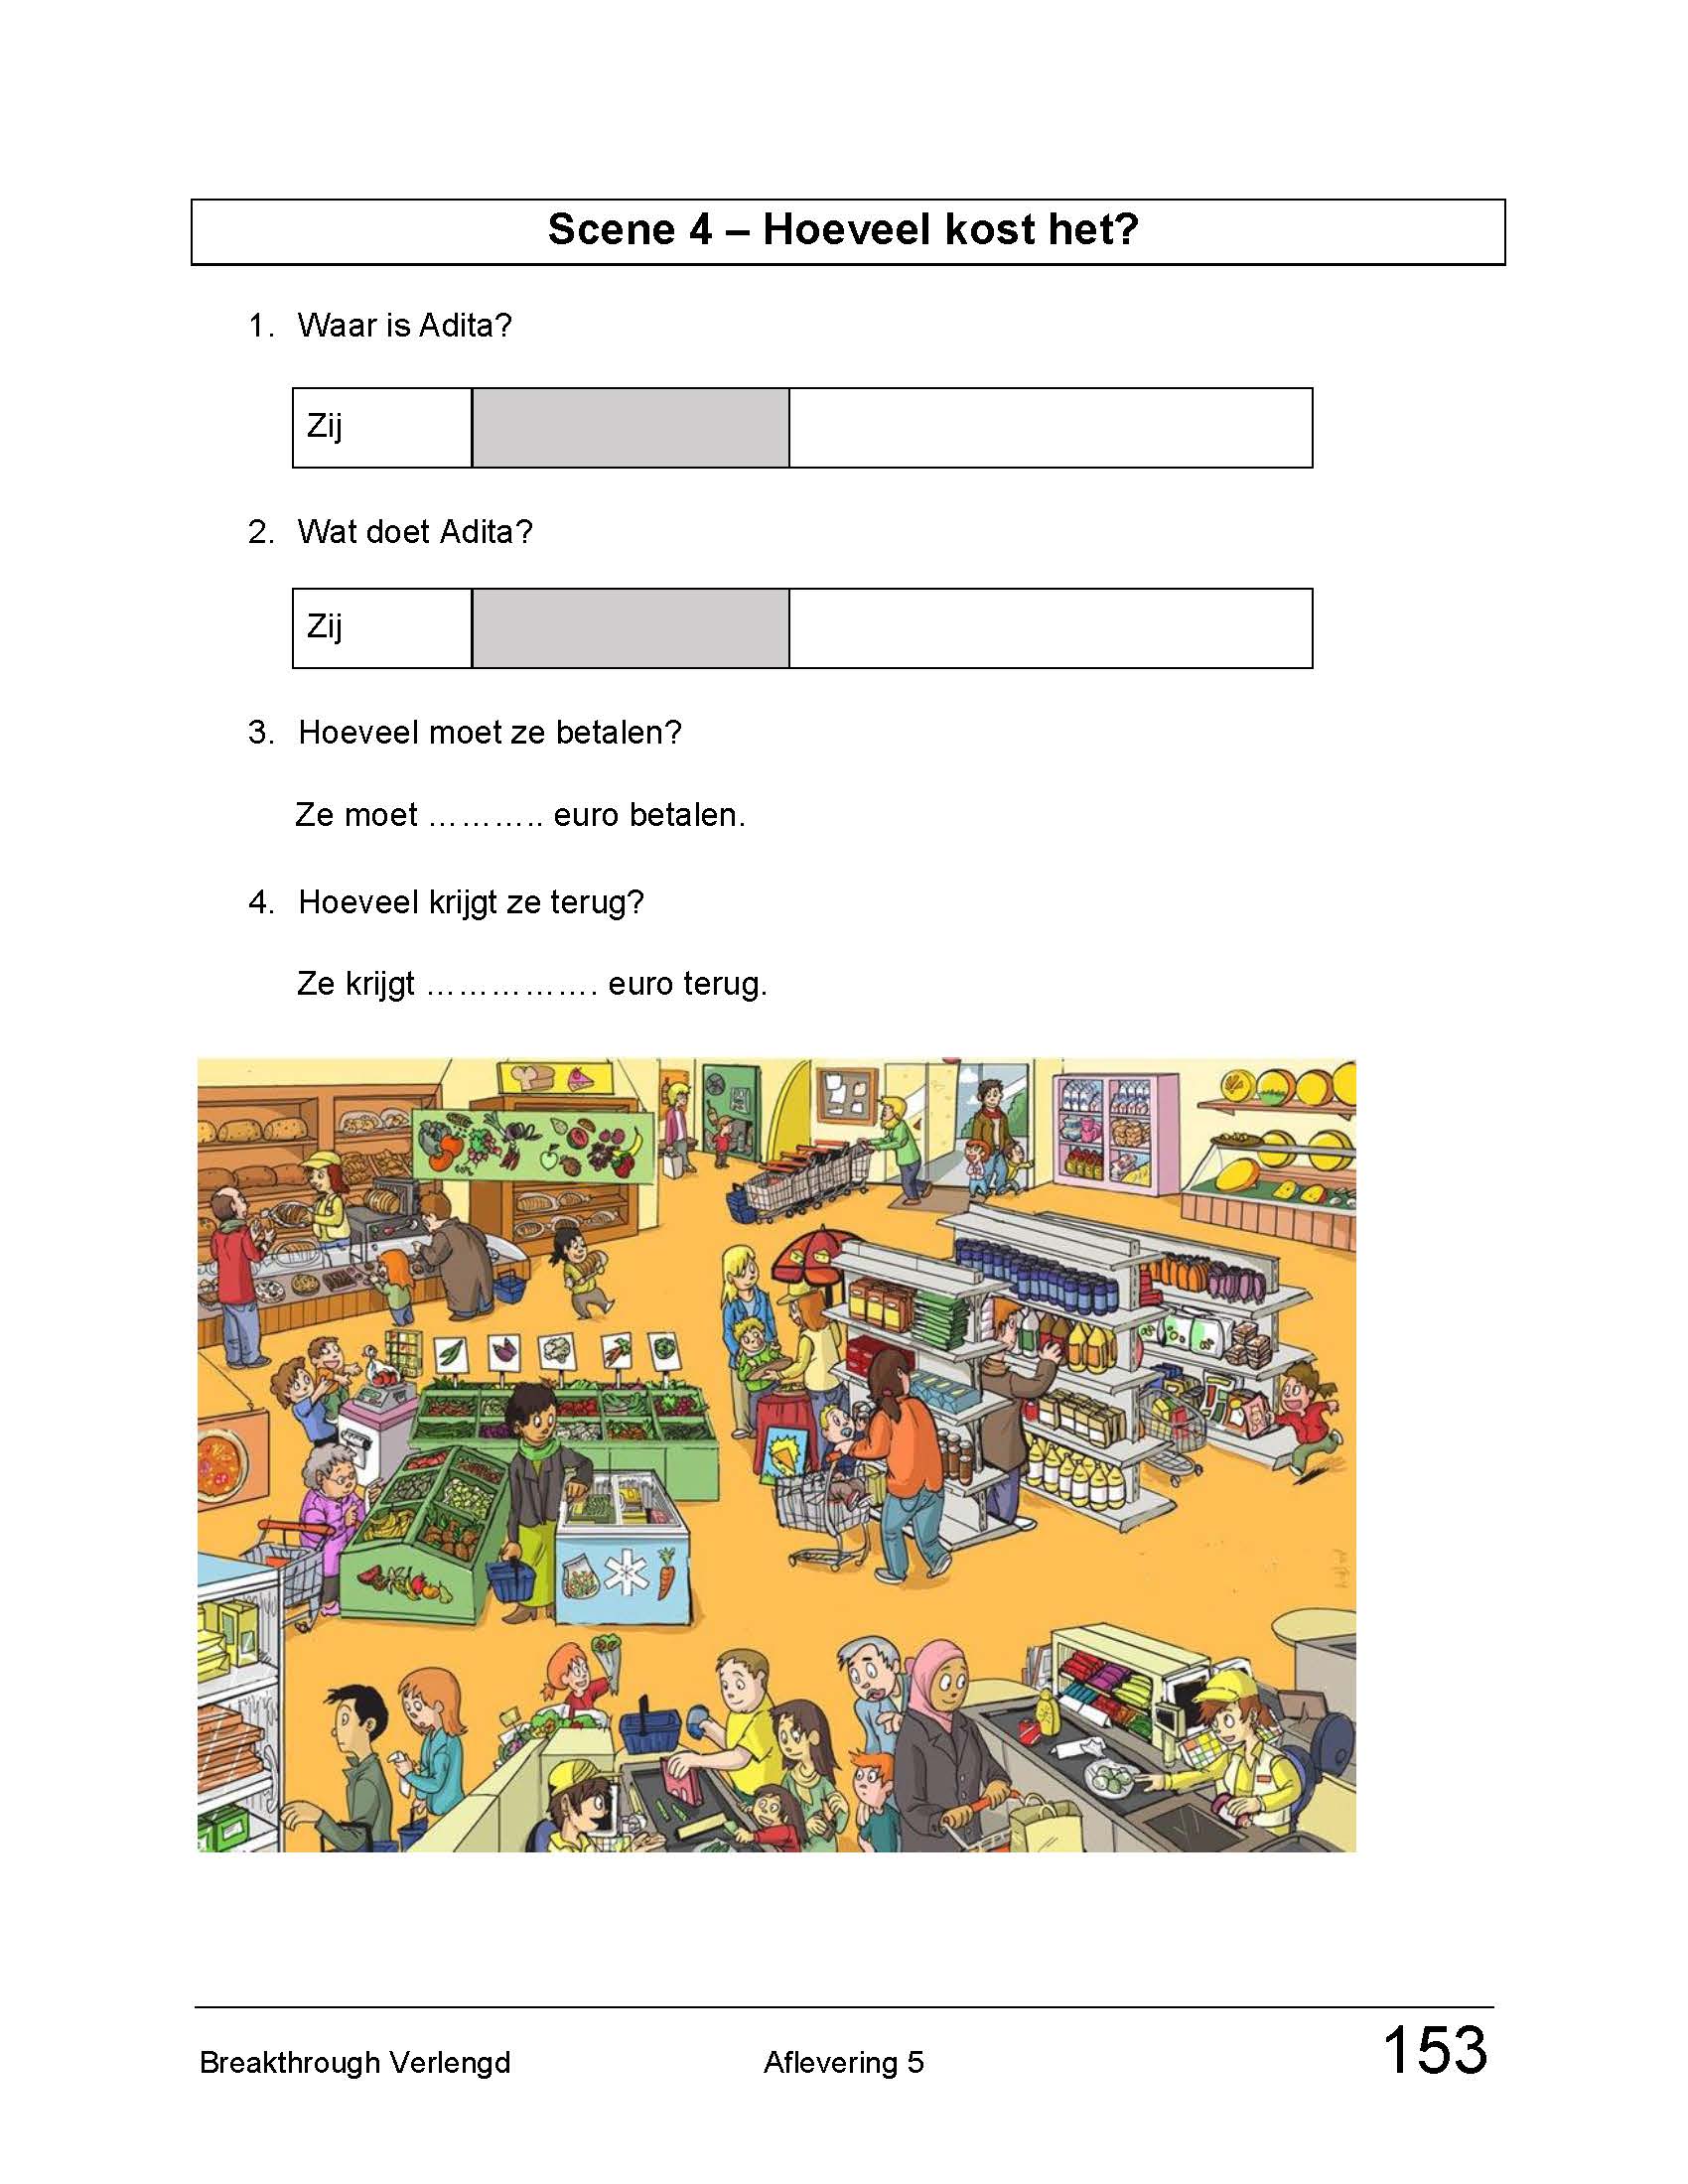 Scene 4 – Hoeveel kost het?
1. Waar is Adita?
Zij
2. Wat doet Adita?
Zij
3. Hoeveel moet ze betalen?
Ze moet ……….. euro betalen.
4. Hoeveel krijgt ze terug?
Ze krijgt ……………. euro terug.
Breakthrough Verlengd Aflevering 5 153